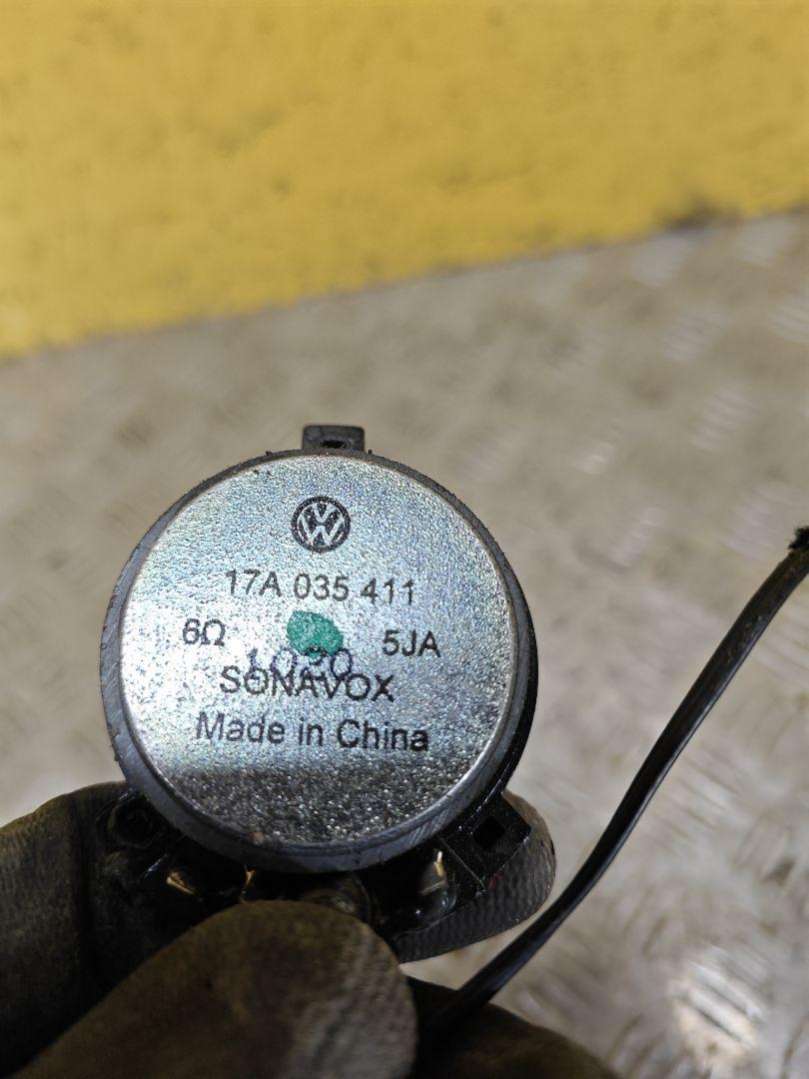 17A 035 411
6Ω 5JA
SONAVOX
Made in China